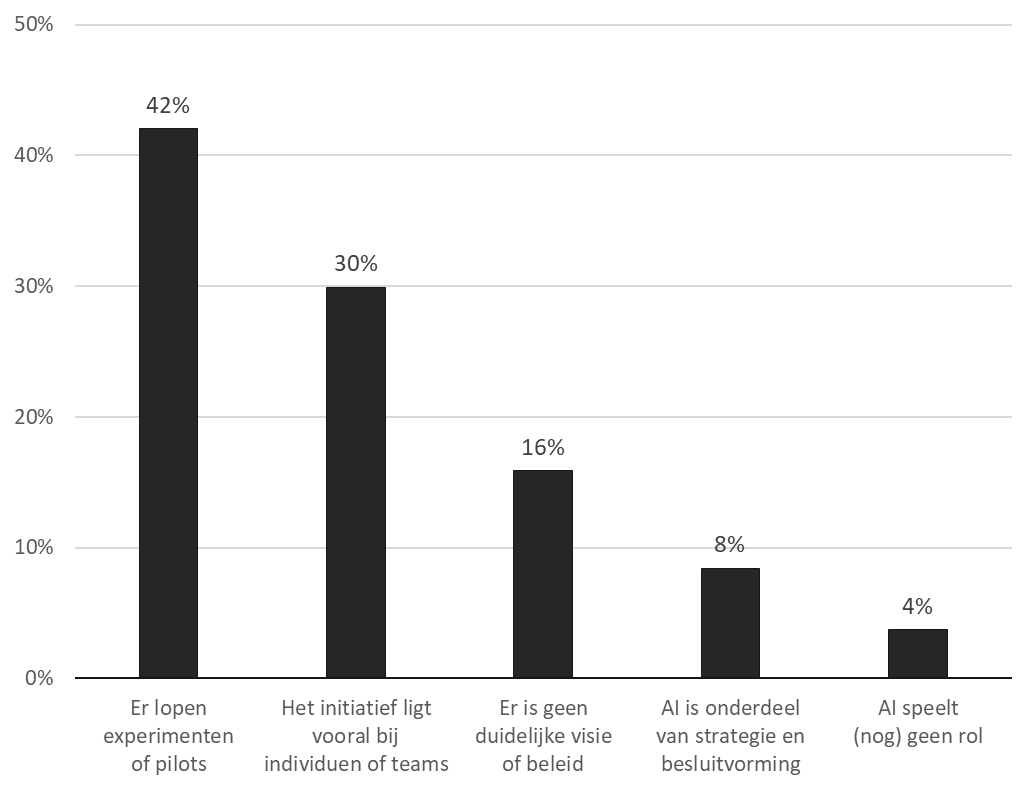 50%
42%
40%
30%
30%
20%
16%
10%
8%
4%
0%
Er lopen
experimenten
of pilots
Het initiatief ligt
vooral bij
individuen of teams
Er is geen
duidelijke visie
of beleid
AI is onderdeel
van strategie en
besluitvorming
AI speelt
(nog) geen rol